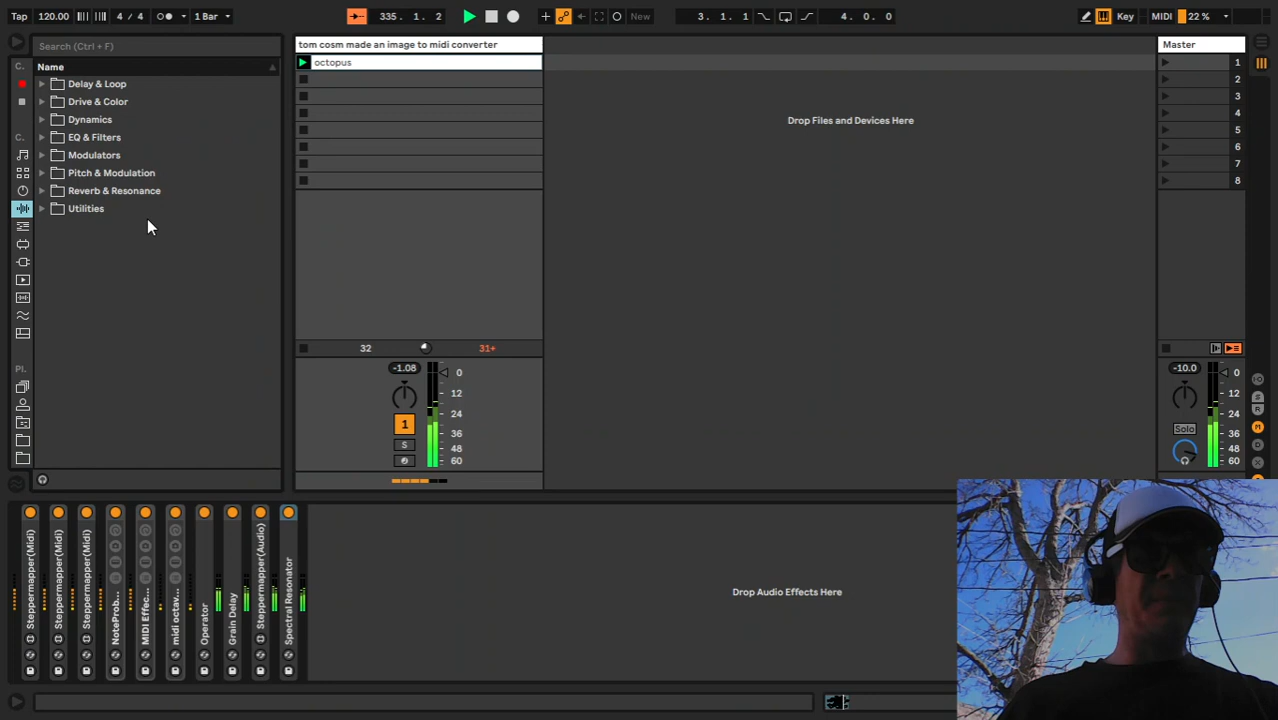 Tap 120.00 4 / 4 1 Bar 335. 1. 2 New 3. 1. 1 4. 0. 0 Key MIDI 22 %
Search (Ctrl + F)
C.
Name
Delay & Loop
Drive & Color
Dynamics
C.
EQ & Filters
Modulators
Pitch & Modulation
Reverb & Resonance
Utilities
Pl.
tom cosm made an image to midi converter
octopus
Drop Files and Devices Here
32 31+
-1.08
0
12
24
36
48
60
1
S
Master
1
2
3
4
5
6
7
8
-10.0
0
12
24
36
48
60
Solo
IO
S
R
M
D
X
Steppermapper(Midi)
Steppermapper(Midi)
Steppermapper(Midi)
NoteProb...
MIDI Effec...
midi octav...
Operator
Grain Delay
Steppermapper(Audio)
Spectral Resonator
Drop Audio Effects Here